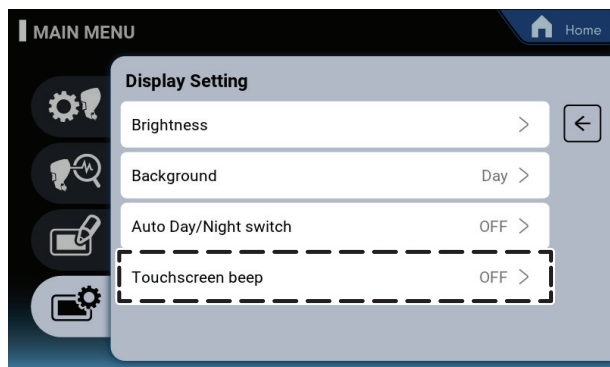 MAIN MENU
Home
Display Setting
Brightness
Background Day
Auto Day/Night switch OFF
Touchscreen beep OFF